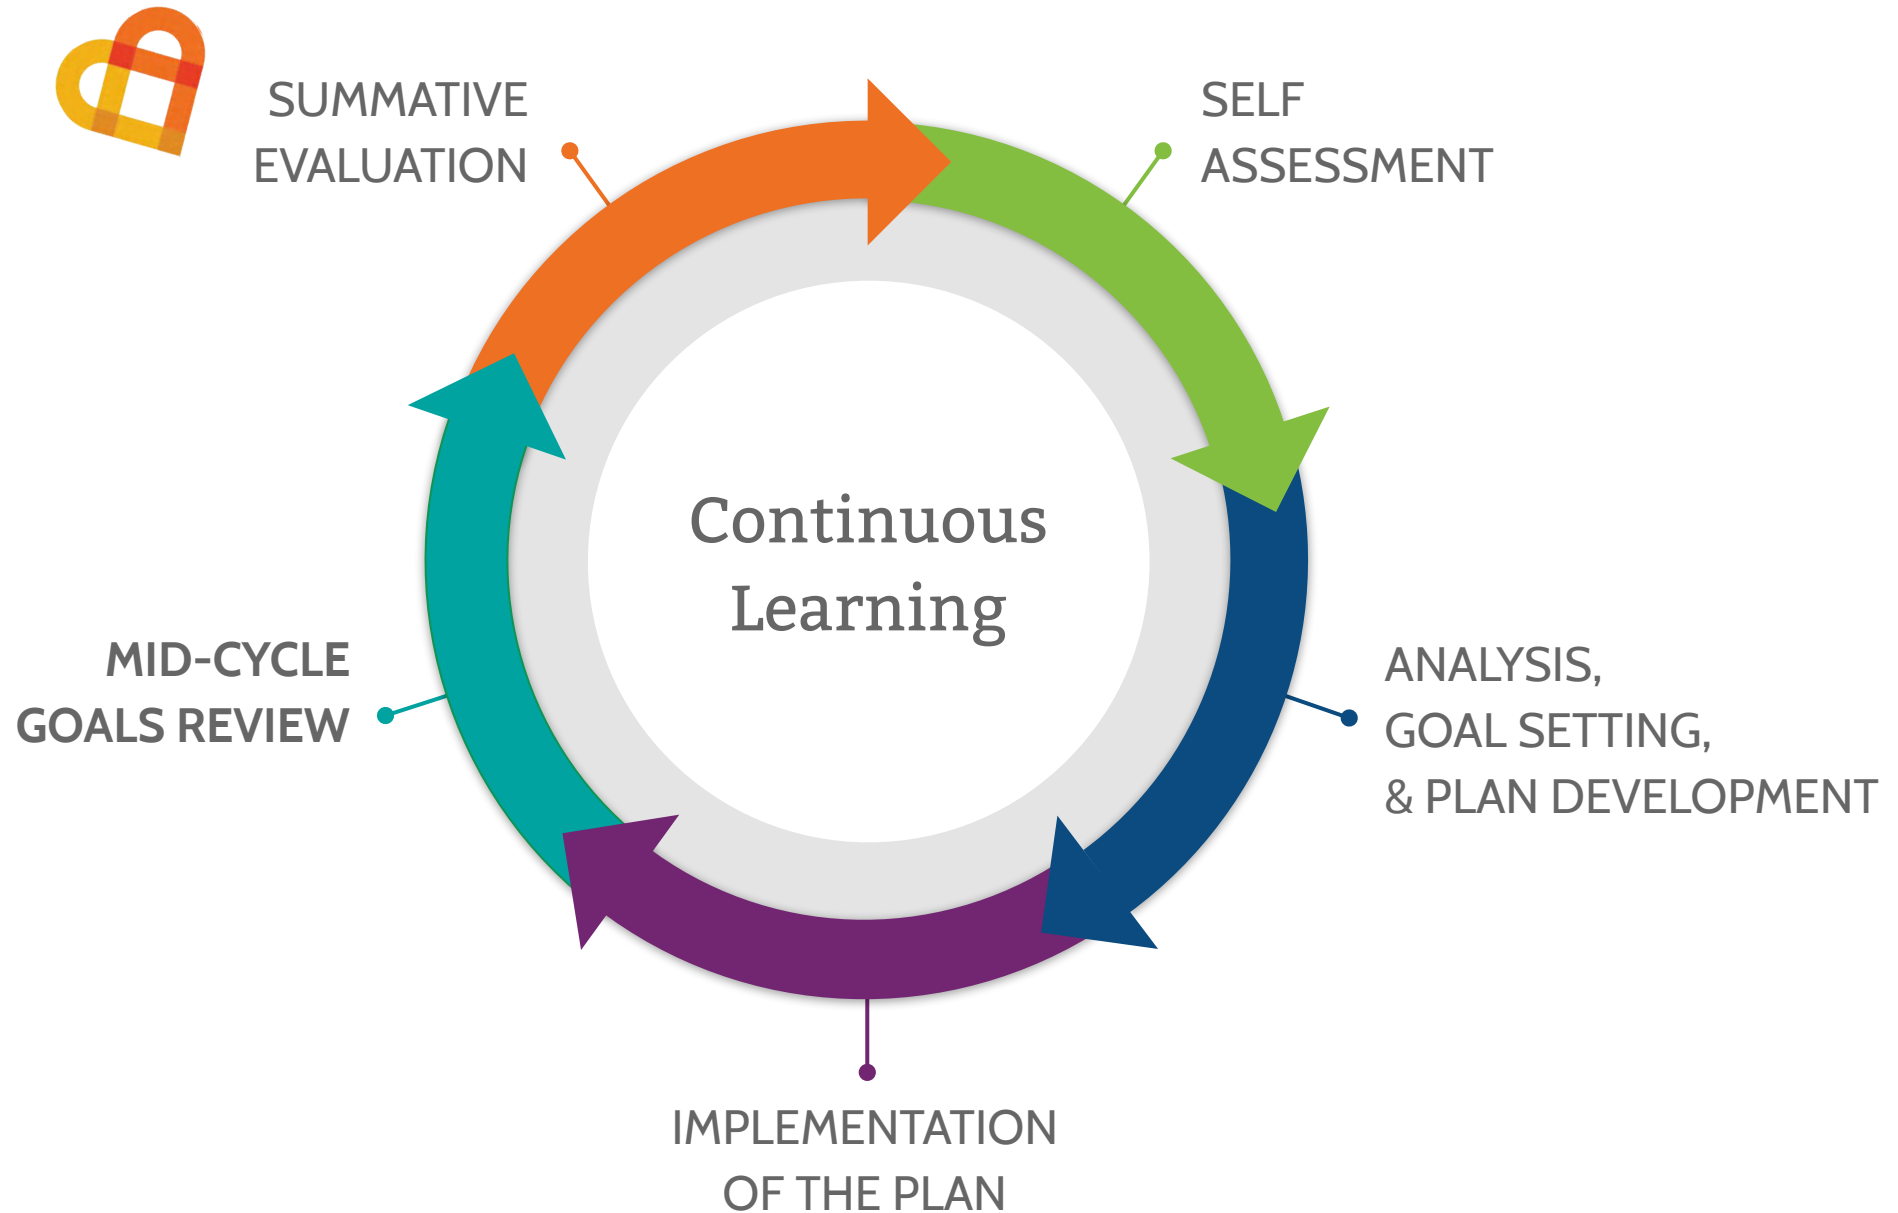 SUMMATIVE
EVALUATION
SELF
ASSESSMENT
Continuous
Learning
MID-CYCLE
GOALS REVIEW
ANALYSIS,
GOAL SETTING,
& PLAN DEVELOPMENT
IMPLEMENTATION
OF THE PLAN